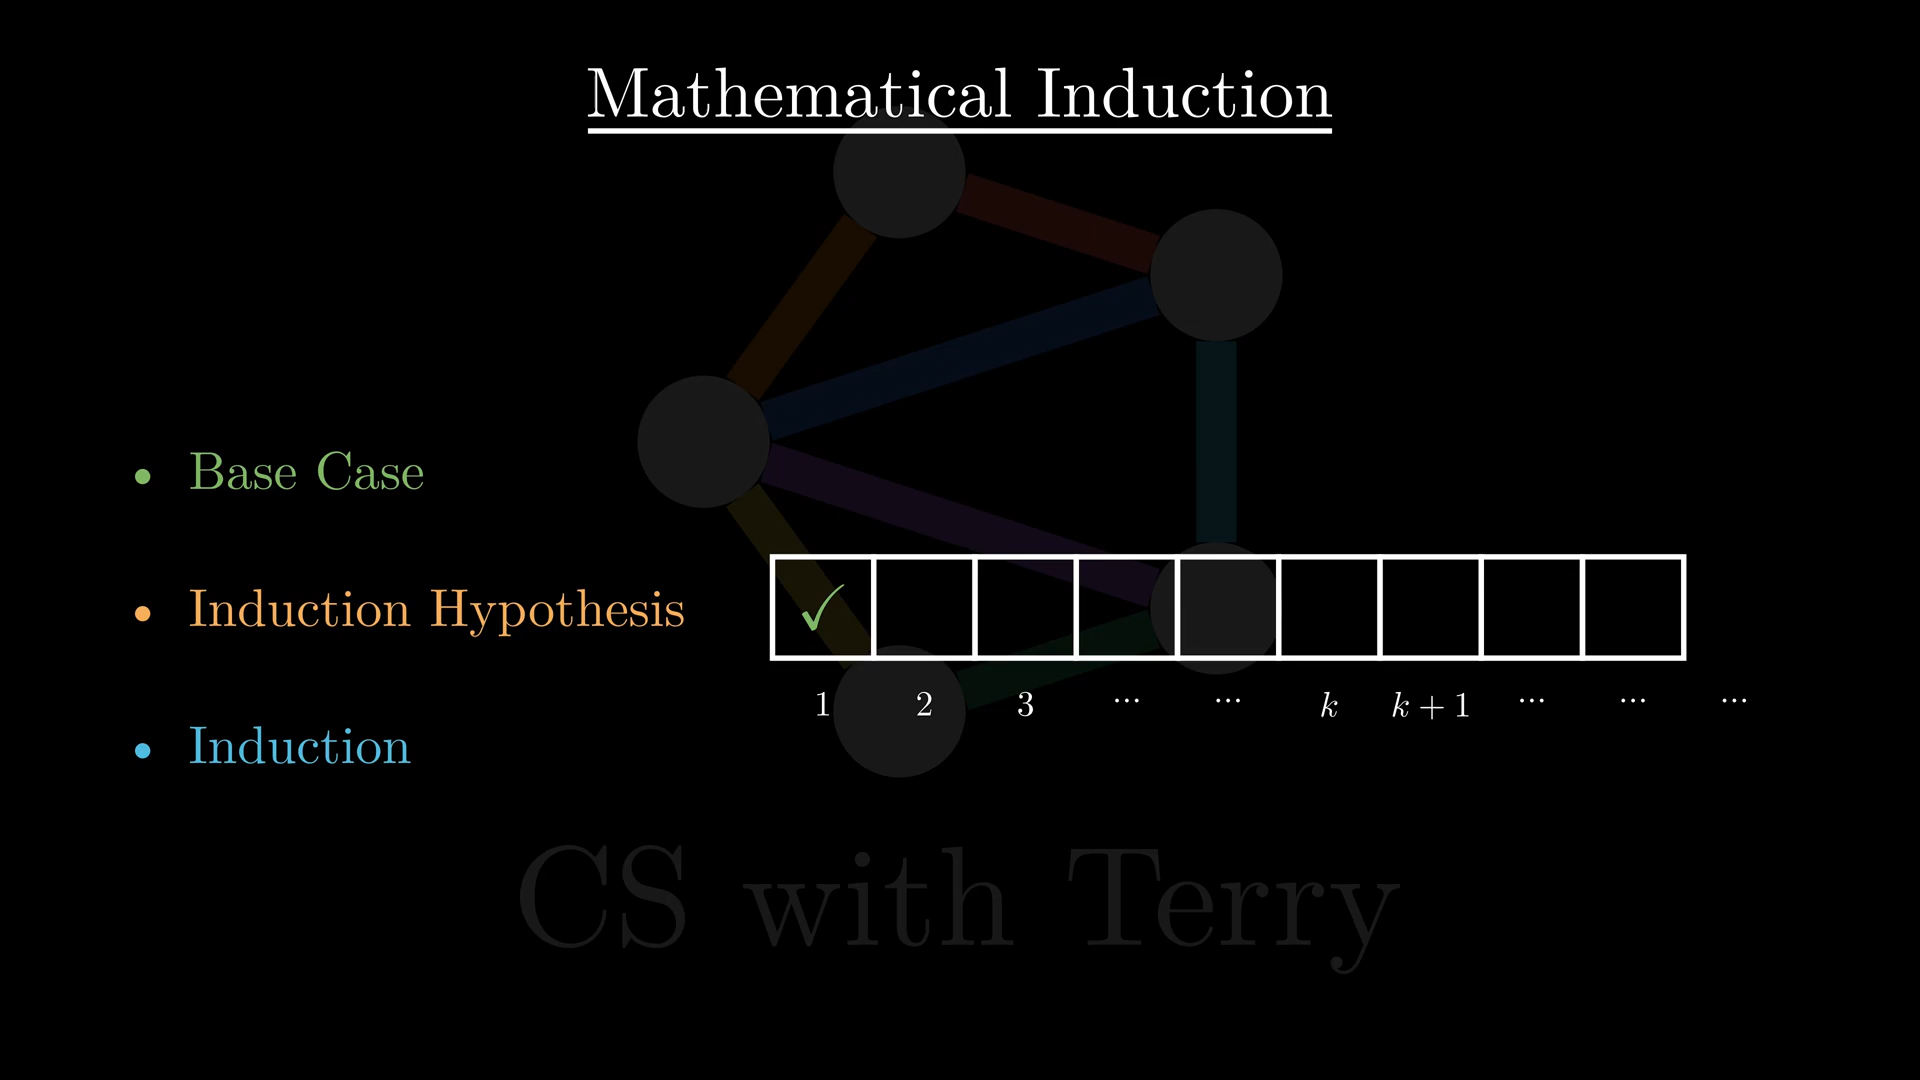 Mathematical Induction
• Base Case
• Induction Hypothesis
✓
1 2 3 ... ... k k + 1 ... ... ...
• Induction
CS with Terry